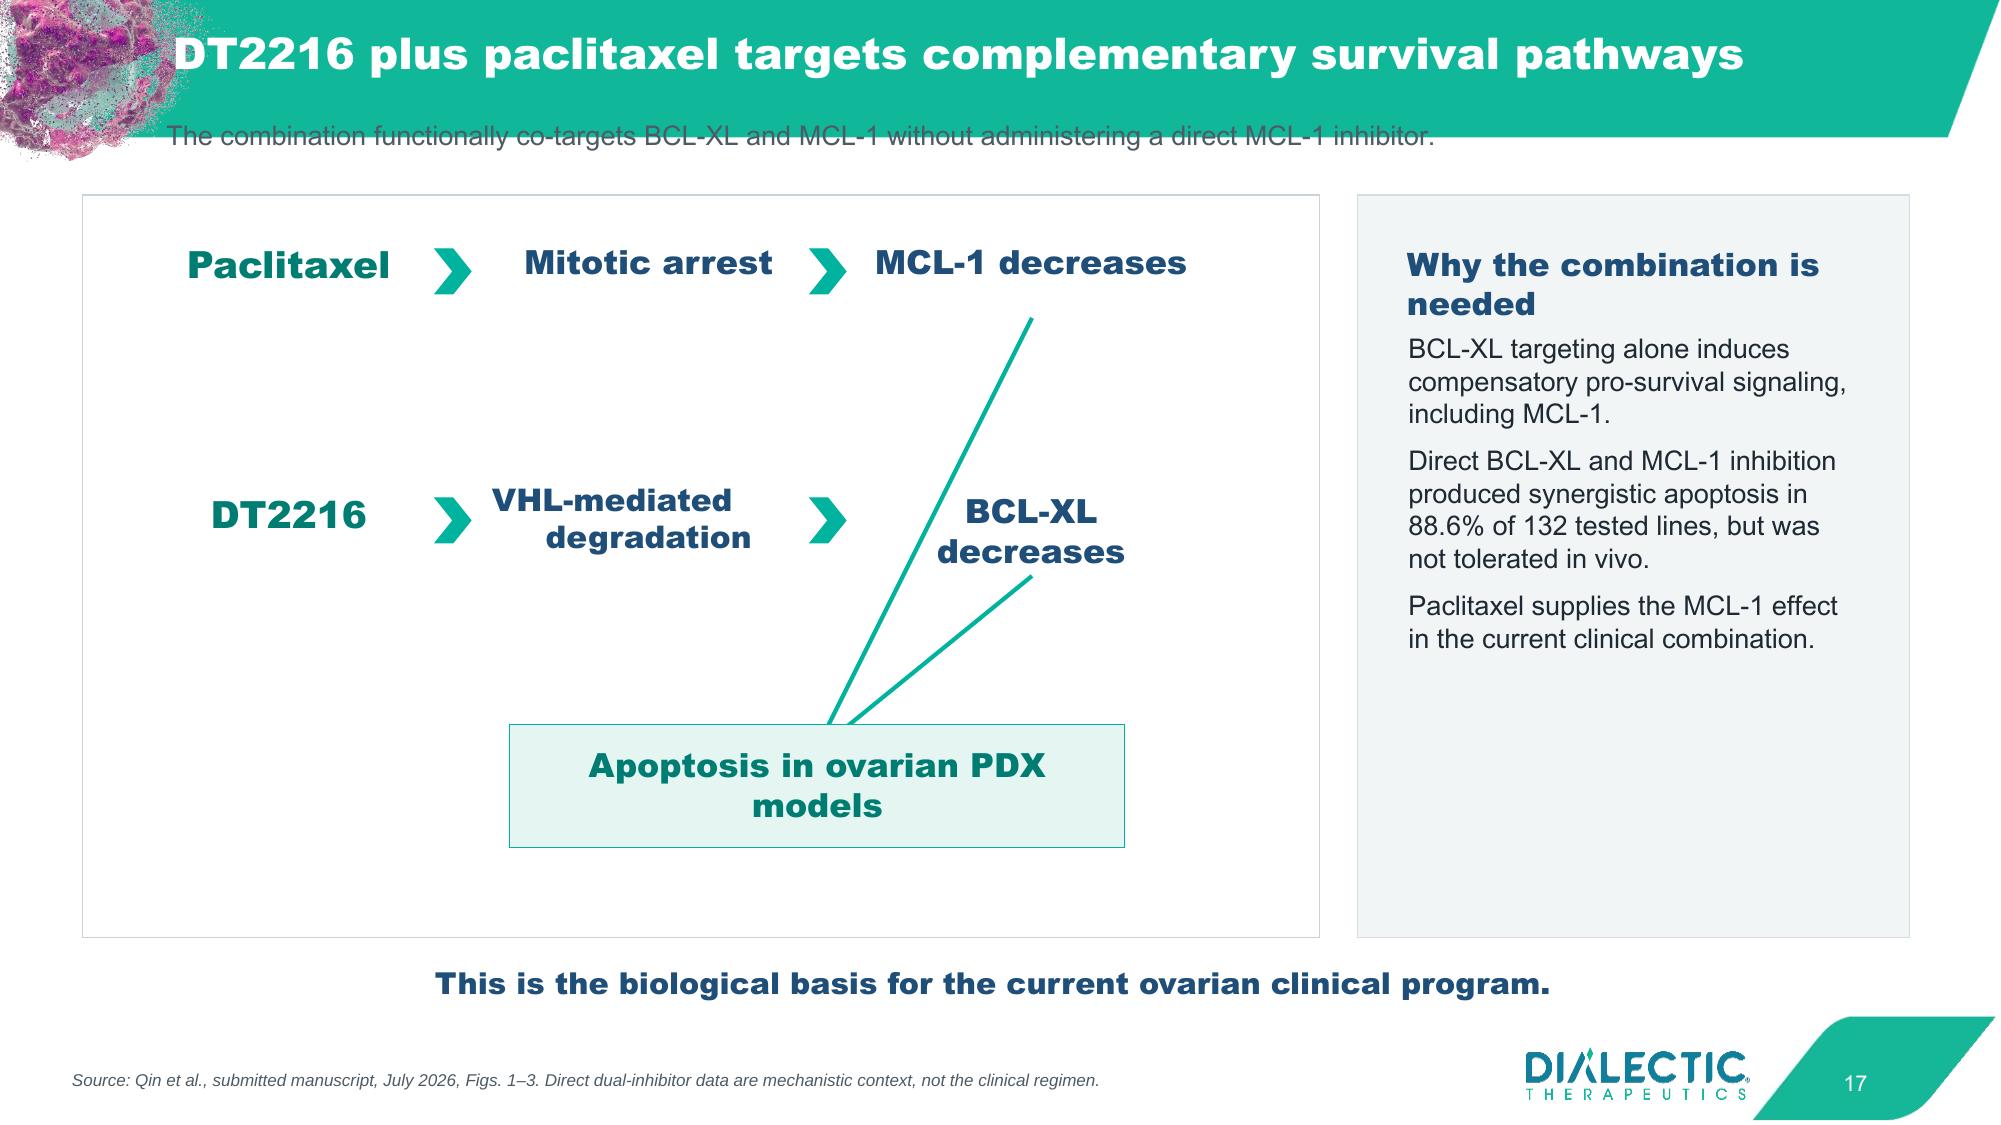 DT2216 plus paclitaxel targets complementary survival pathways
The combination functionally co-targets BCL-XL and MCL-1 without administering a direct MCL-1 inhibitor.
Paclitaxel
Mitotic arrest
MCL-1 decreases
DT2216
VHL-mediated
degradation
BCL-XL
decreases
Apoptosis in ovarian PDX
models
Why the combination is
needed
BCL-XL targeting alone induces
compensatory pro-survival signaling,
including MCL-1.
Direct BCL-XL and MCL-1 inhibition
produced synergistic apoptosis in
88.6% of 132 tested lines, but was
not tolerated in vivo.
Paclitaxel supplies the MCL-1 effect
in the current clinical combination.
This is the biological basis for the current ovarian clinical program.
Source: Qin et al., submitted manuscript, July 2026, Figs. 1–3. Direct dual-inhibitor data are mechanistic context, not the clinical regimen.
DIALECTIC®
THERAPEUTICS
17